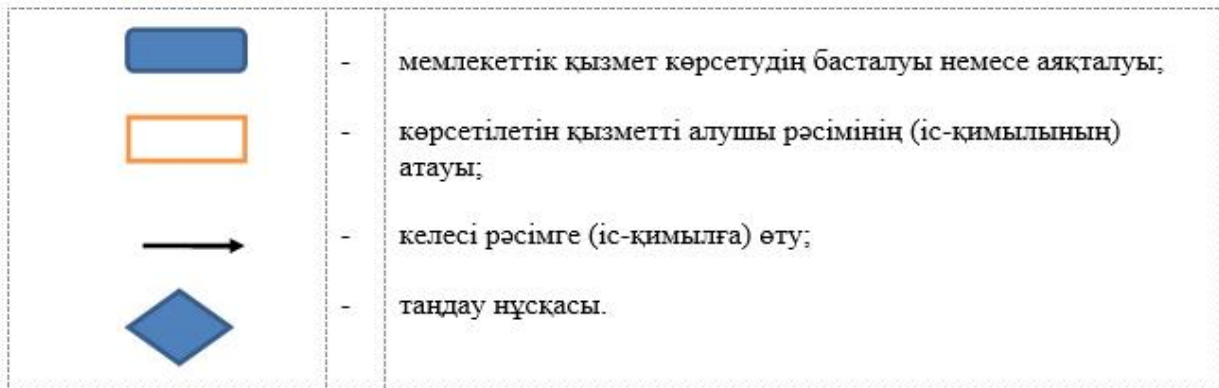 - мемлекеттік қызмет көрсетудің басталуы немесе аяқталуы;
- көрсетілетін қызметті алушы рәсімінің (іс-қимылының)
атауы;
- келесі рәсімге (іс-қимылға) өту;
- таңдау нұсқасы.